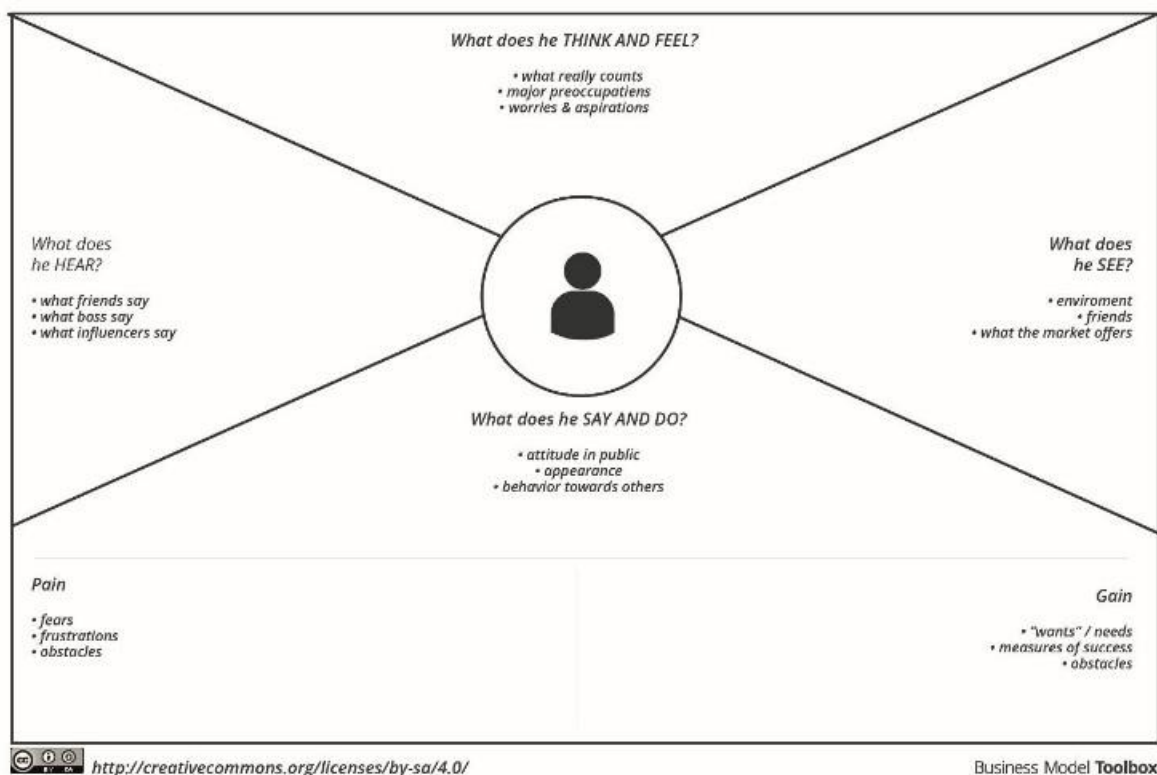 What does he THINK AND FEEL?
• what really counts
• major preoccupatiens
• worries & aspirations
What does
he HEAR?
• what friends say
• what boss say
• what influencers say
What does
he SEE?
• enviroment
• friends
• what the market offers
What does he SAY AND DO?
• attitude in public
• appearance
• behavior towards others
Pain
• fears
• frustrations
• obstacles
Gain
• "wants" / needs
• measures of success
• obstacles
cc BY SA
http://creativecommons.org/licenses/by-sa/4.0/
Business Model Toolbox